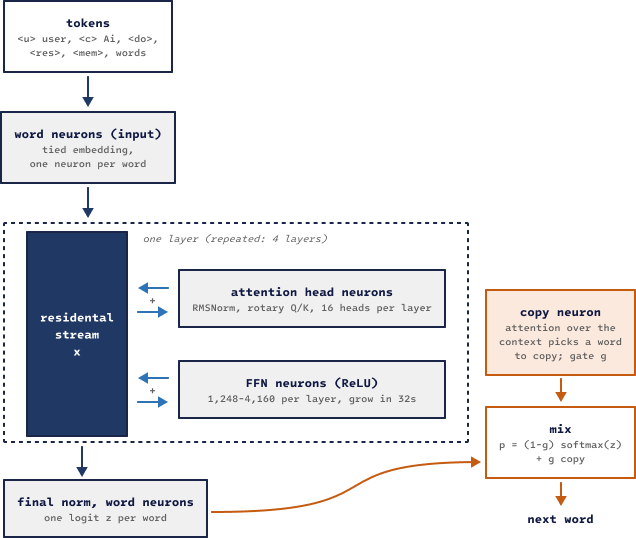 tokens
<u> user, <c> Ai, <do>,
<res>, <mem>, words
word neurons (input)
tied embedding,
one neuron per word
one layer (repeated: 4 layers)
residental
stream
x
+
attention head neurons
RMSNorm, rotary Q/K, 16 heads per layer
+
FFN neurons (ReLU)
1,248–4,160 per layer, grow in 32s
final norm, word neurons
one logit z per word
copy neuron
attention over the
context picks a word
to copy; gate g
mix
p = (1-g) softmax(z)
+ g copy
next word